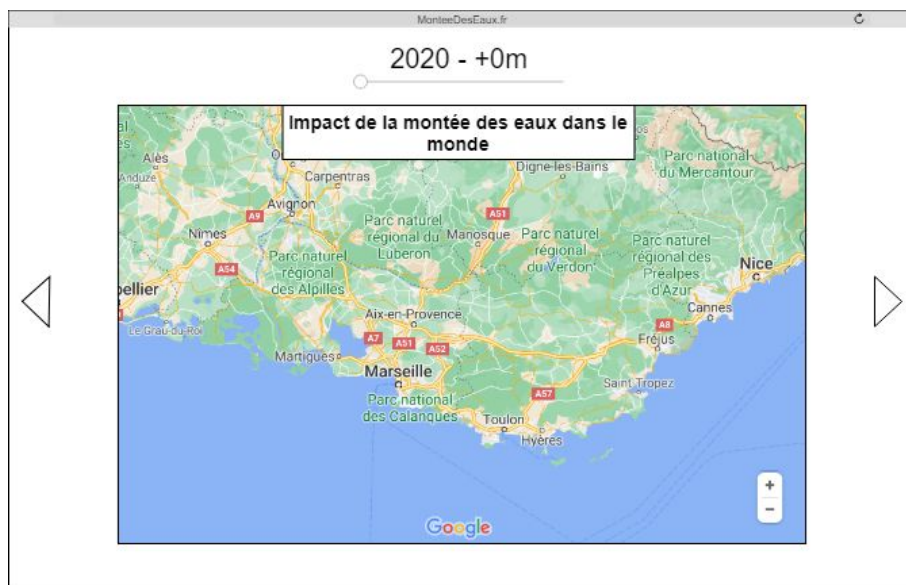 MonteeDesEaux.fr
2020 - +0m
Impact de la montée des eaux dans le
monde
Alès
Anduze
Carpentras
Digne-les-Bains
Parc national
du Mercantour
Avignon
A9
A51
Nîmes
Parc naturel
régional du
Luberon
Manosque
Parc naturel
régional
du Verdon
Parc naturel
régional des
Préalpes
d'Azur
Nice
A54
Parc naturel
régional
des Alpilles
pellier
Cannes
Le Grau-du-Roi
Aix-en-Provence
A8
Fréjus
A7
A51
A52
Martigues
Marseille
Saint Tropez
A57
Parc national
des Calanques
Toulon
Hyères
+
−
Google